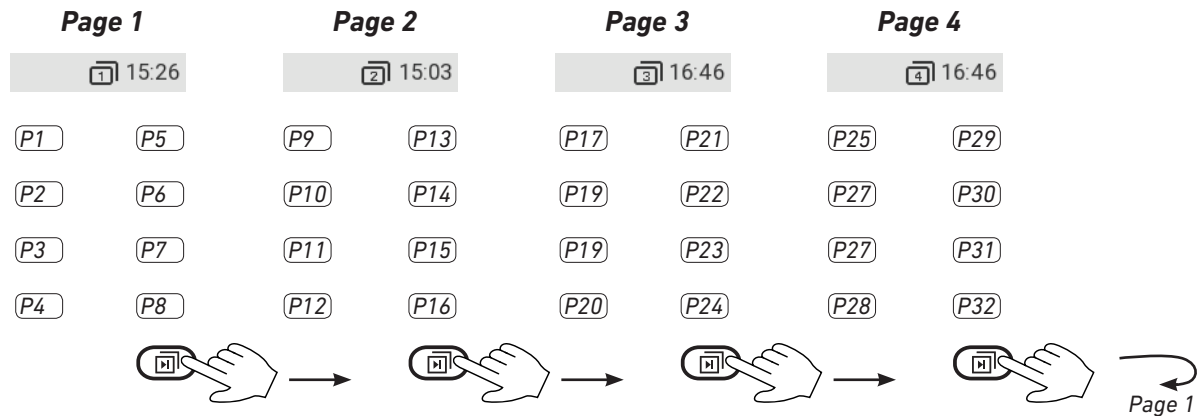 Page 1 Page 2 Page 3 Page 4
1 15:26 2 15:03 3 16:46 4 16:46
P1 P5 P9 P13 P17 P21 P25 P29
P2 P6 P10 P14 P19 P22 P27 P30
P3 P7 P11 P15 P19 P23 P27 P31
P4 P8 P12 P16 P20 P24 P28 P32
Page 1